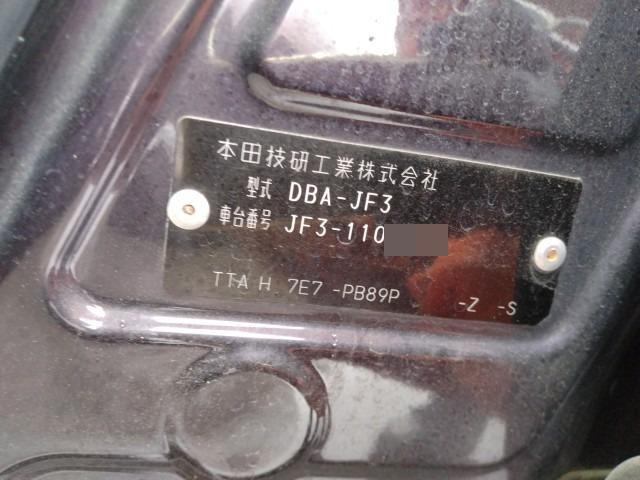 本田技研工業株式会社
型式 DBA-JF3
車台番号 JF3-110
TTA H 7E7 -PB89P -Z -S